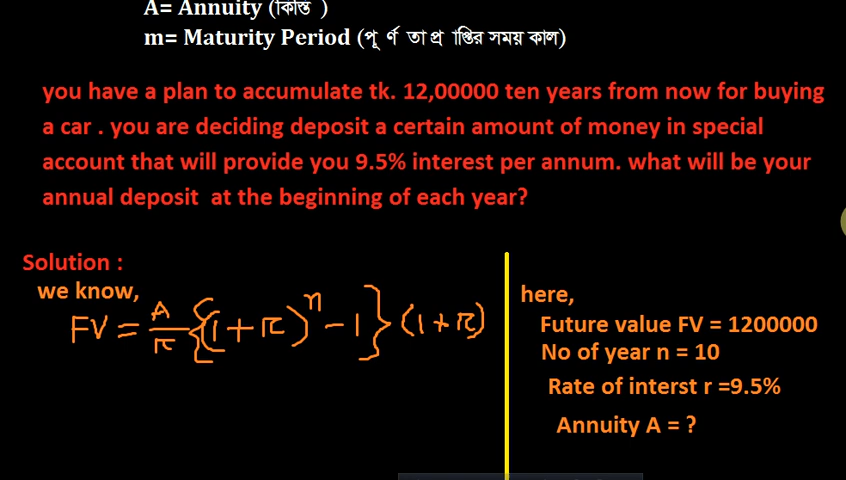 A= Annuity (কিস্তি )
m= Maturity Period (পূ র্ণ তা প্র াপ্তির সময় কাল)
you have a plan to accumulate tk. 12,00000 ten years from now for buying
a car . you are deciding deposit a certain amount of money in special
account that will provide you 9.5% interest per annum. what will be your
annual deposit at the beginning of each year?
Solution :
we know,
FV = A/r {(1+r)^n - 1} (1+r)
here,
Future value FV = 1200000
No of year n = 10
Rate of interst r =9.5%
Annuity A = ?